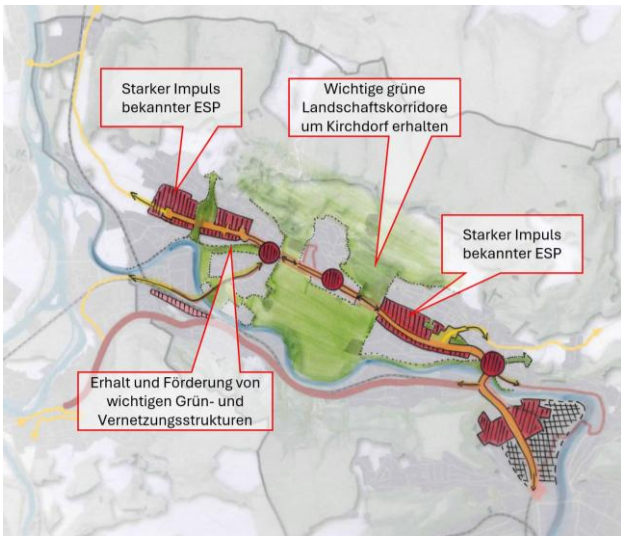 Starker Impuls
bekannter ESP
Wichtige grüne
Landschaftskorridore
um Kirchdorf erhalten
Starker Impuls
bekannter ESP
Erhalt und Förderung von
wichtigen Grün- und
Vernetzungsstrukturen